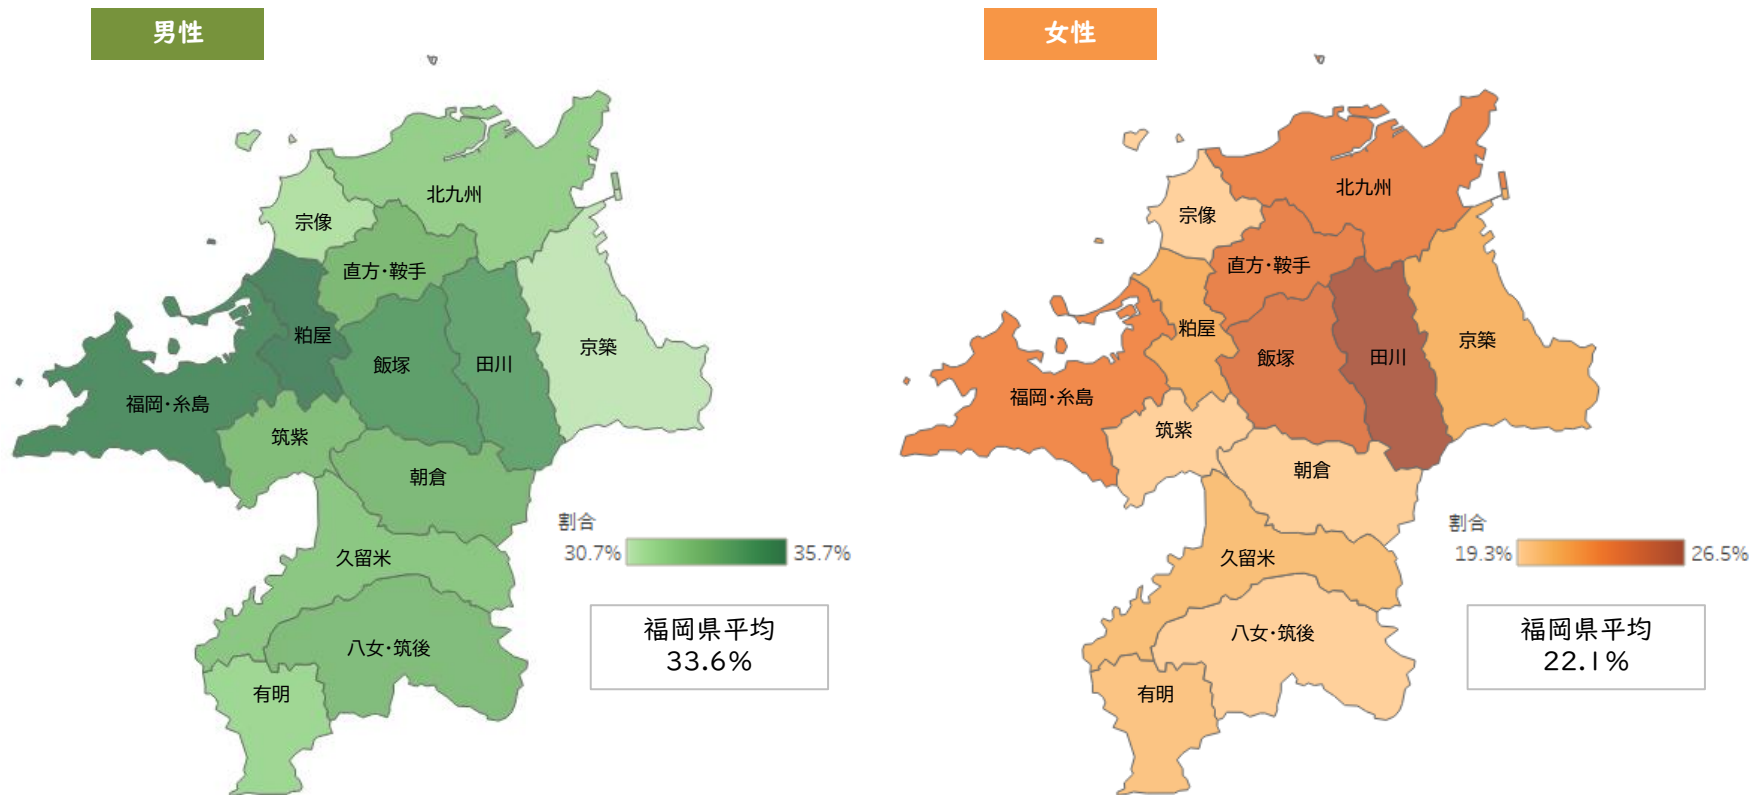 男性
北九州
宗像
直方・鞍手
粕屋
飯塚
田川
京築
福岡・糸島
筑紫
朝倉
久留米
八女・筑後
有明
割合
30.7%
35.7%
福岡県平均
33.6%
女性
北九州
宗像
直方・鞍手
粕屋
飯塚
田川
京築
福岡・糸島
筑紫
朝倉
久留米
八女・筑後
有明
割合
19.3%
26.5%
福岡県平均
22.1%